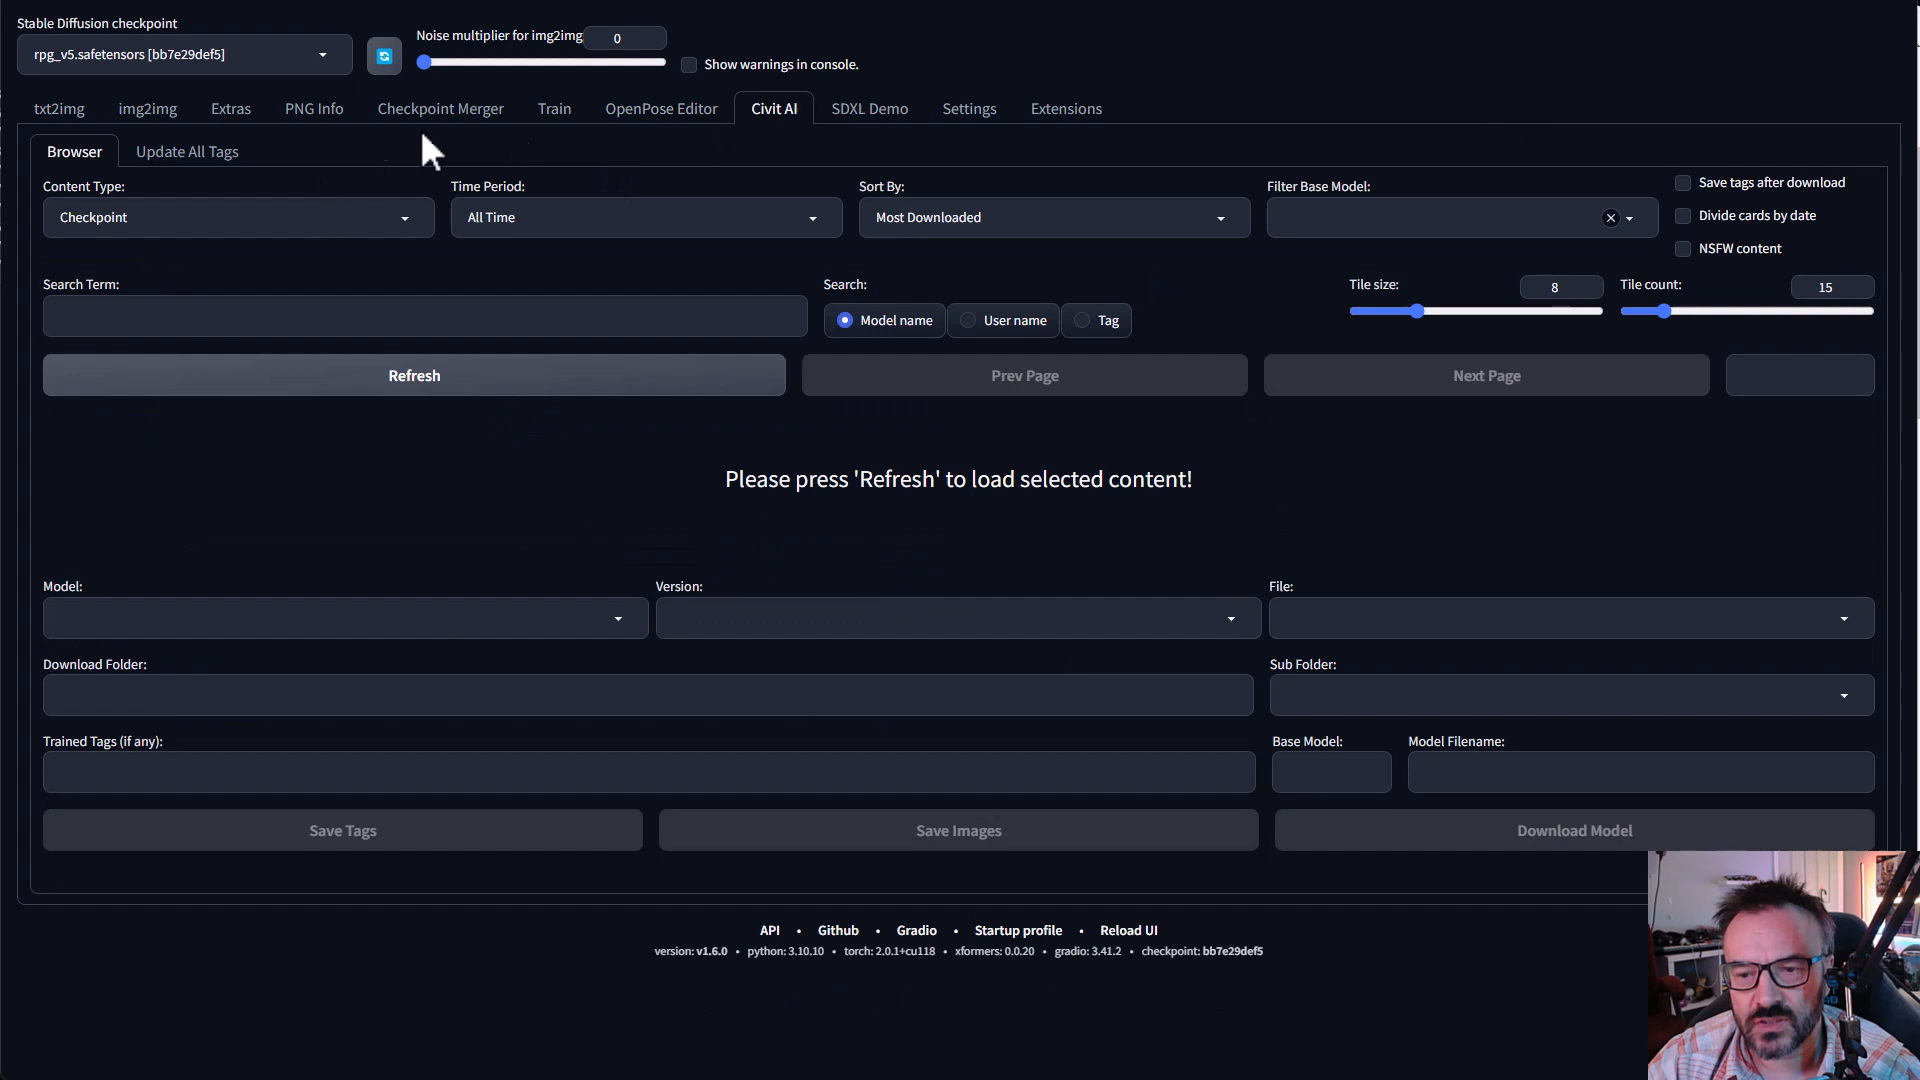 Stable Diffusion checkpoint
rpg_v5.safetensors [bb7e29def5]
Noise multiplier for img2img
0
Show warnings in console.
txt2img
img2img
Extras
PNG Info
Checkpoint Merger
Train
OpenPose Editor
Civit AI
SDXL Demo
Settings
Extensions
Browser
Update All Tags
Content Type:
Checkpoint
Time Period:
All Time
Sort By:
Most Downloaded
Filter Base Model:
Save tags after download
Divide cards by date
NSFW content
Search Term:
Search:
Model name
User name
Tag
Tile size:
8
Tile count:
15
Refresh
Prev Page
Next Page
Please press 'Refresh' to load selected content!
Model:
Version:
File:
Download Folder:
Sub Folder:
Trained Tags (if any):
Base Model:
Model Filename:
Save Tags
Save Images
Download Model
API • Github • Gradio • Startup profile • Reload UI
version: v1.6.0 • python: 3.10.10 • torch: 2.0.1+cu118 • xformers: 0.0.20 • gradio: 3.41.2 • checkpoint: bb7e29def5